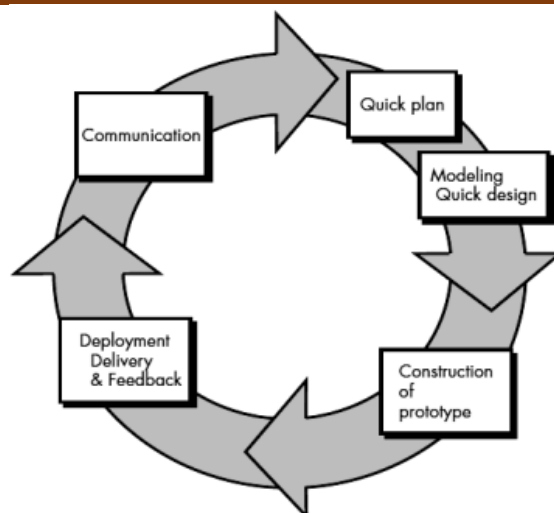 Communication
Quick plan
Modeling
Quick design
Construction
of
prototype
Deployment
Delivery
& Feedback